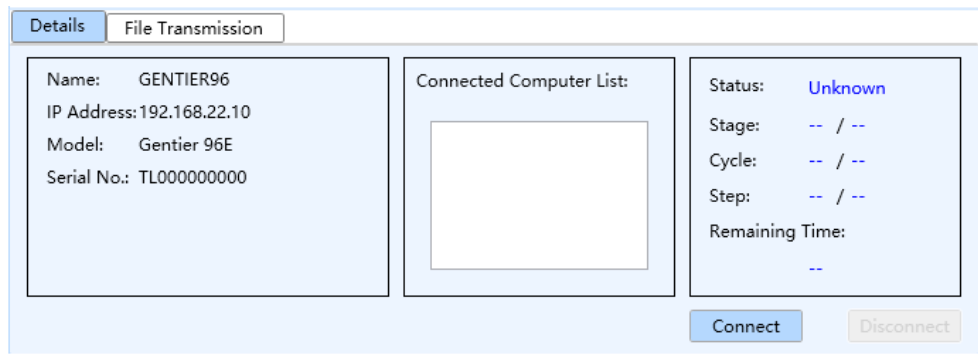 Details File Transmission
Name: GENTIER96
IP Address: 192.168.22.10
Model: Gentier 96E
Serial No.: TL000000000
Connected Computer List:
Status: Unknown
Stage: -- / --
Cycle: -- / --
Step: -- / --
Remaining Time:
--
Connect Disconnect